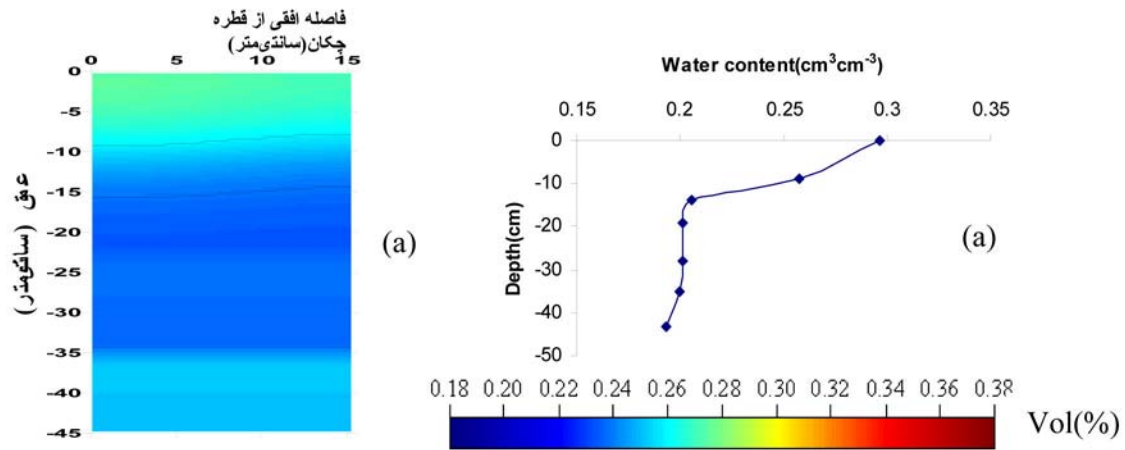 فاصله افقی از قطره
چکان(سانتی‌متر)
0 5 10 15
0
-5
-10
-15
-20
-25
-30
-35
-40
-45
عمق (سانتی‌متر)
(a)
Water content(cm³cm⁻³)
0.15 0.2 0.25 0.3 0.35
0
-10
-20
-30
-40
-50
Depth(cm)
(a)
0.18 0.20 0.22 0.24 0.26 0.28 0.30 0.32 0.34 0.36 0.38
Vol(%)